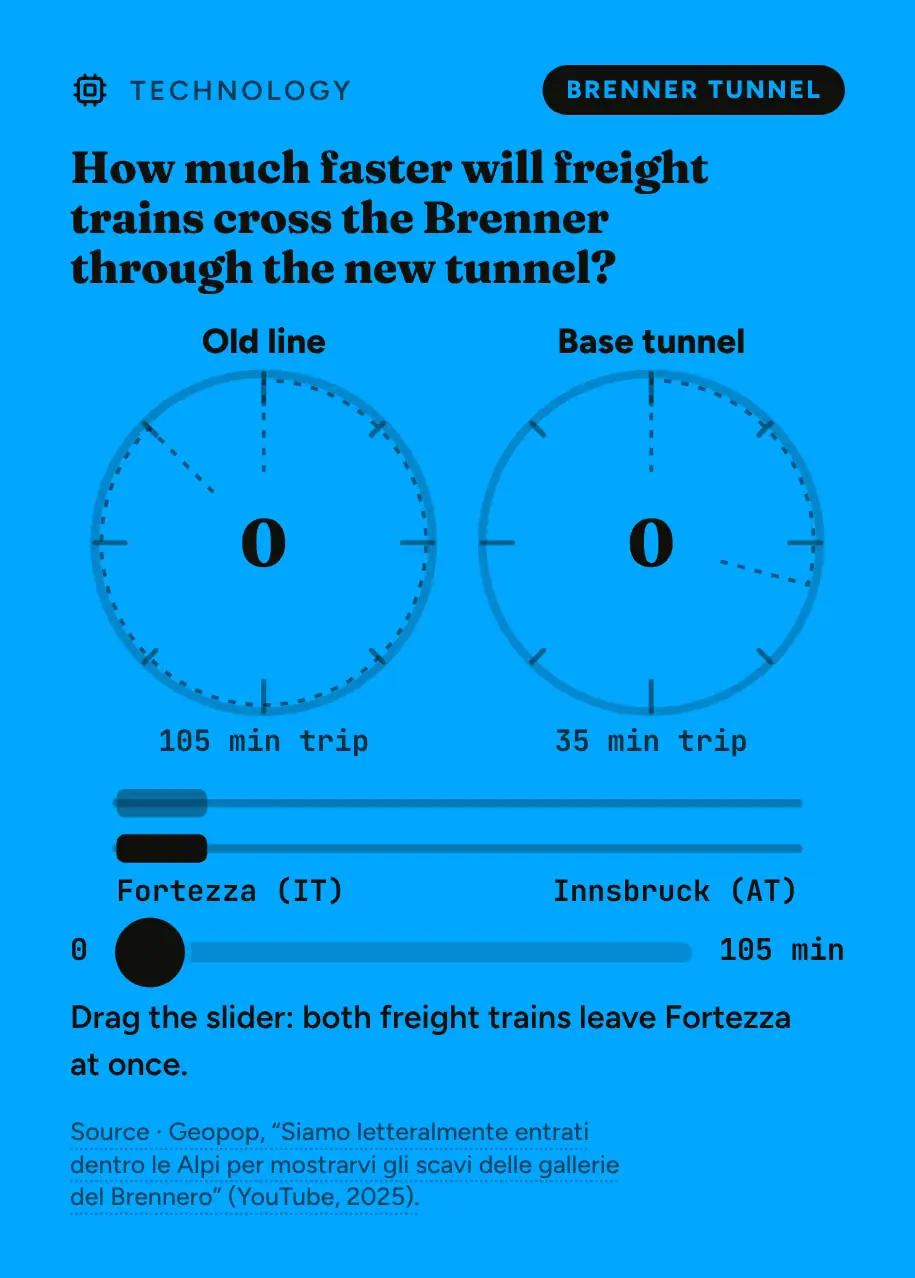 TECHNOLOGY
BRENNER TUNNEL
How much faster will freight
trains cross the Brenner
through the new tunnel?
Old line
Base tunnel
0
0
105 min trip
35 min trip
Fortezza (IT)
Innsbruck (AT)
0
105 min
Drag the slider: both freight trains leave Fortezza
at once.
Source · Geopop, “Siamo letteralmente entrati
dentro le Alpi per mostrarvi gli scavi delle gallerie
del Brennero” (YouTube, 2025).